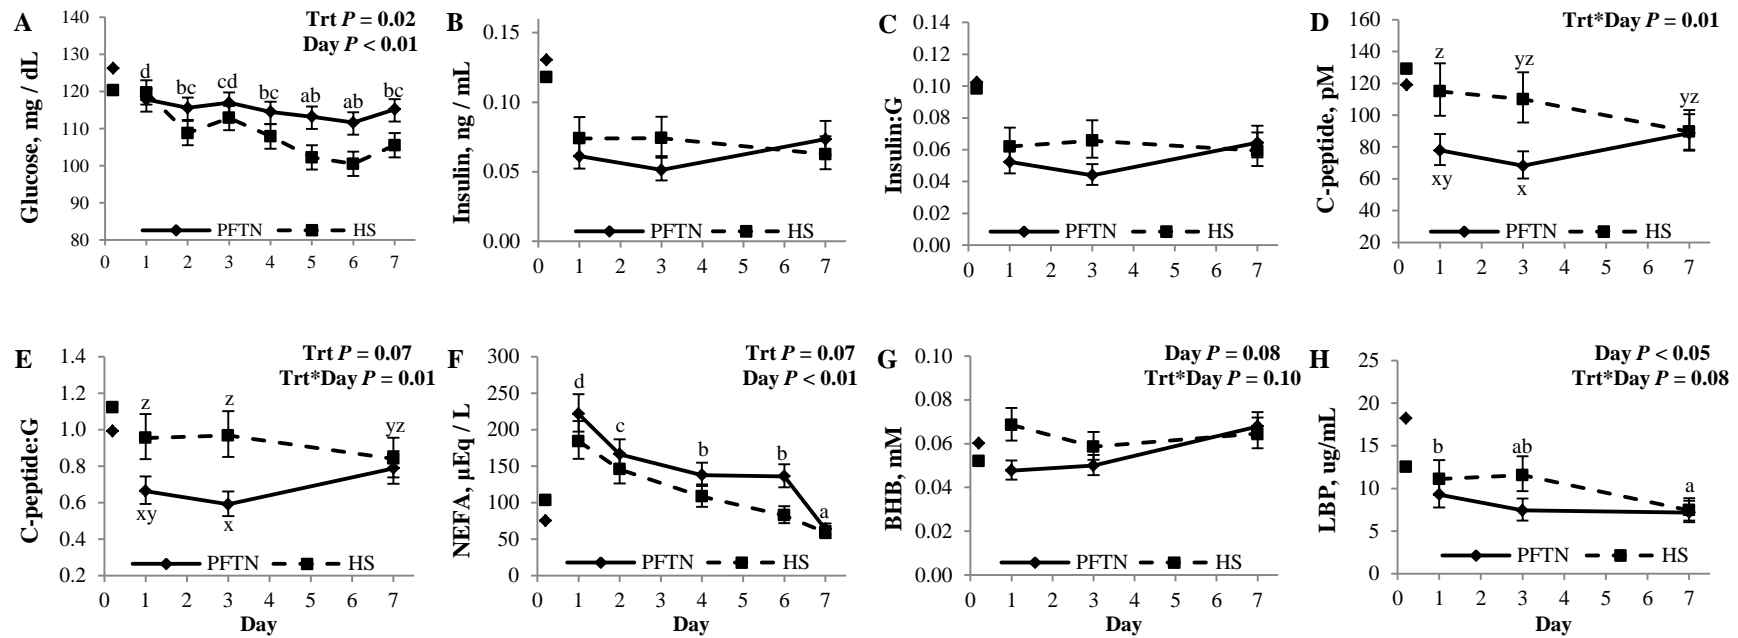 A
Trt P = 0.02
Day P < 0.01
Glucose, mg / dL
140
130
120
110
100
90
80
d
bc
cd
bc
ab
ab
bc
PFTN
HS
0 1 2 3 4 5 6 7
B
Insulin, ng / mL
0.15
0.10
0.05
0.00
PFTN
HS
0 1 2 3 4 5 6 7
C
Insulin:G
0.14
0.12
0.10
0.08
0.06
0.04
0.02
0.00
PFTN
HS
0 1 2 3 4 5 6 7
D
Trt*Day P = 0.01
C-peptide, pM
160
140
120
100
80
60
40
20
z
yz
yz
xy
x
PFTN
HS
0 1 2 3 4 5 6 7
E
Trt P = 0.07
Trt*Day P = 0.01
C-peptide:G
1.4
1.2
1.0
0.8
0.6
0.4
0.2
z
z
yz
xy
x
PFTN
HS
0 1 2 3 4 5 6 7
Day
F
Trt P = 0.07
Day P < 0.01
NEFA, µEq / L
300
250
200
150
100
50
0
d
c
b
b
a
PFTN
HS
0 1 2 3 4 5 6 7
Day
G
Day P = 0.08
Trt*Day P = 0.10
BHB, mM
0.10
0.08
0.06
0.04
0.02
0.00
PFTN
HS
0 1 2 3 4 5 6 7
Day
H
Day P < 0.05
Trt*Day P = 0.08
LBP, ug/mL
25
20
15
10
5
0
b
ab
a
PFTN
HS
0 1 2 3 4 5 6 7
Day